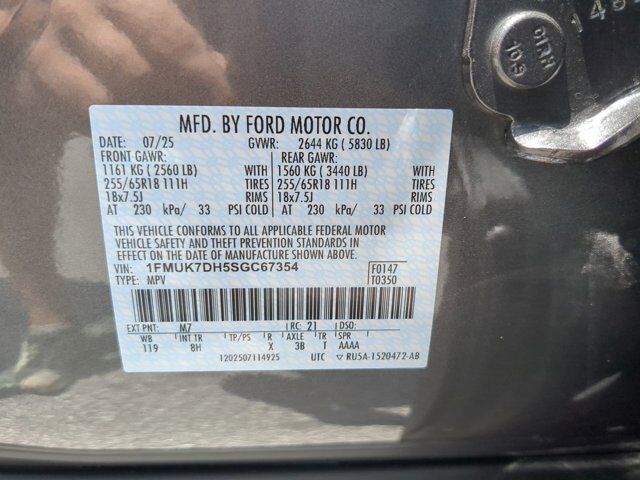 MFD. BY FORD MOTOR CO.
DATE: 07/25 GVWR: 2644 KG ( 5830 LB)
FRONT GAWR: REAR GAWR:
1161 KG ( 2560 LB) WITH 1560 KG ( 3440 LB) WITH
255/65R18 111H TIRES 255/65R18 111H TIRES
18x7.5J RIMS 18x7.5J RIMS
AT 230 kPa/ 33 PSI COLD AT 230 kPa/ 33 PSI COLD
THIS VEHICLE CONFORMS TO ALL APPLICABLE FEDERAL MOTOR
VEHICLE SAFETY AND THEFT PREVENTION STANDARDS IN
EFFECT ON THE DATE OF MANUFACTURE SHOWN ABOVE.
VIN: 1FMUK7DH5SGC67354 F0147
TYPE: MPV T0350
EXT PNT: M7 RC: 21 DSO:
WB INT TR TP/PS R AXLE TR SPR
119 8H X 3B T AAAA
1202507114925 UTC ▽ RU5A-1520472-AB